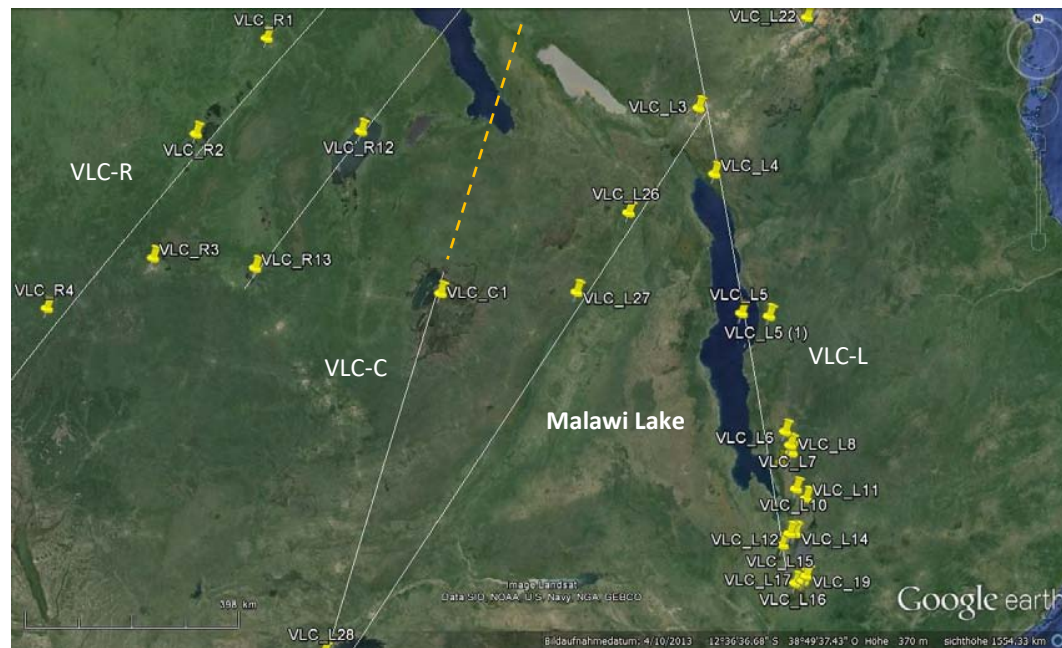 VLC_R1
VLC_L22
VLC_L3
VLC_R2
VLC_R12
VLC-R
VLC_L4
VLC_L26
VLC_R3
VLC_R13
VLC_R4
VLC_C1
VLC_L27
VLC_L5
VLC_L5 (1)
VLC-C
VLC-L
Malawi Lake
VLC_L6
VLC_L8
VLC_L7
VLC_L11
VLC_L10
VLC_L12
VLC_L14
VLC_L15
VLC_L17
VLC_19
VLC_L16
Image Landsat
Data SIO, NOAA, U.S. Navy, NGA, GEBCO
398 km
Google earth
VLC_L28
Bildaufnahmedatum: 4/10/2013 12°36'36.68" S 38°49'37.43" O Höhe 370 m sichthöhe 1554.33 km
N